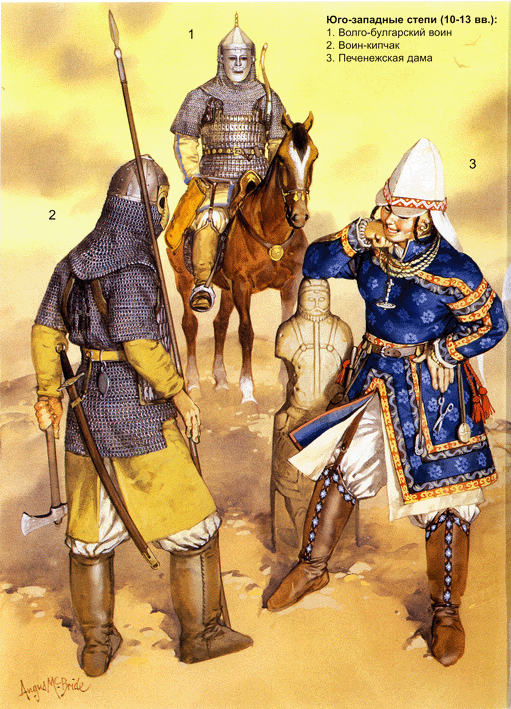 Юго-западные степи (10-13 вв.):
1. Волго-булгарский воин
2. Воин-кипчак
3. Печенежская дама
1
2
3
Angus McBride